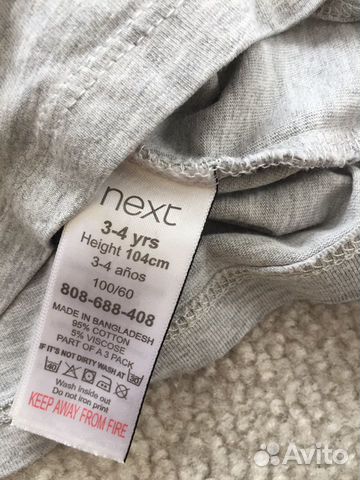 next
3-4 yrs
Height 104cm
3-4 años
100/60
808-688-408
MADE IN BANGLADESH
95% COTTON
5% VISCOSE
PART OF A 3 PACK
IF IT'S NOT DIRTY WASH AT 30
40
Wash inside out
Do not iron print
KEEP AWAY FROM FIRE
Avito